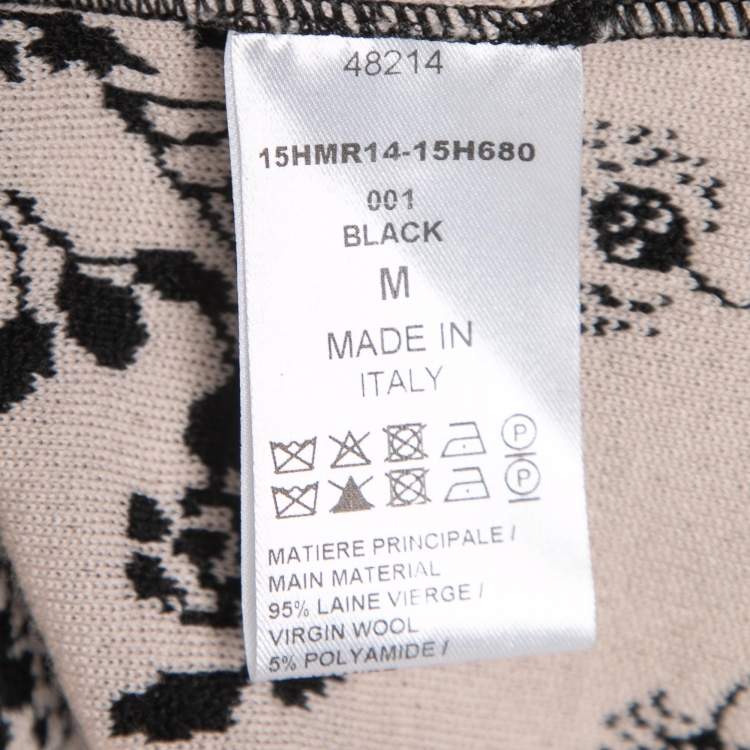 48214
15HMR14-15H680
001
BLACK
M
MADE IN
ITALY
P
P
MATIERE PRINCIPALE /
MAIN MATERIAL
95% LAINE VIERGE /
VIRGIN WOOL
5% POLYAMIDE /